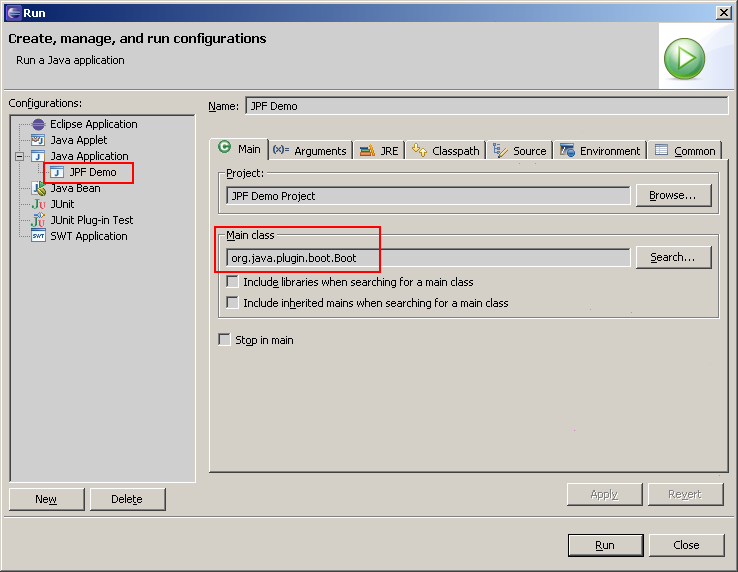 Run
Create, manage, and run configurations
Run a Java application
Configurations:
Eclipse Application
Java Applet
Java Application
JPF Demo
Java Bean
JUnit
JUnit Plug-in Test
SWT Application
New
Delete
Name:
JPF Demo
Main
Arguments
JRE
Classpath
Source
Environment
Common
Project:
JPF Demo Project
Browse...
Main class
org.java.plugin.boot.Boot
Search...
Include libraries when searching for a main class
Include inherited mains when searching for a main class
Stop in main
Apply
Revert
Run
Close